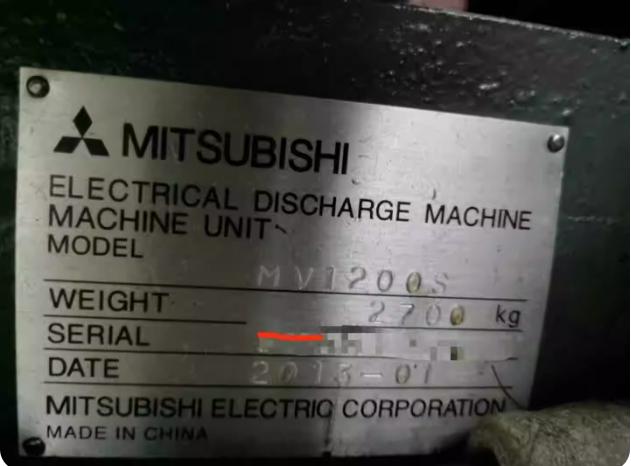 MITSUBISHI
ELECTRICAL DISCHARGE MACHINE
MACHINE UNIT
MODEL MV1200S
WEIGHT 2700 kg
SERIAL
DATE
MITSUBISHI ELECTRIC CORPORATION
MADE IN CHINA